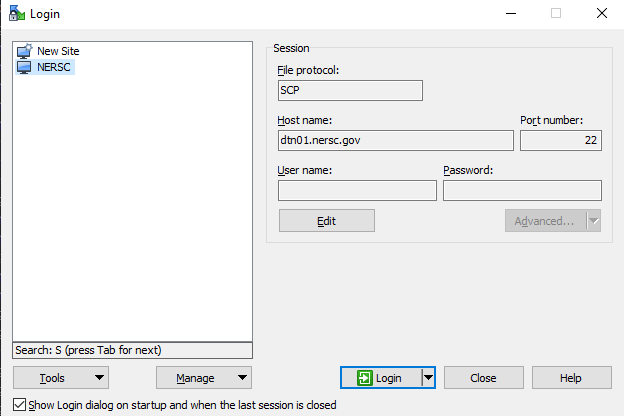 Login
New Site
NERSC
Session
File protocol:
SCP
Host name:
Port number:
dtn01.nersc.gov
22
User name:
Password:
Edit
Advanced...
Search: S (press Tab for next)
Tools
Manage
Login
Close
Help
Show Login dialog on startup and when the last session is closed